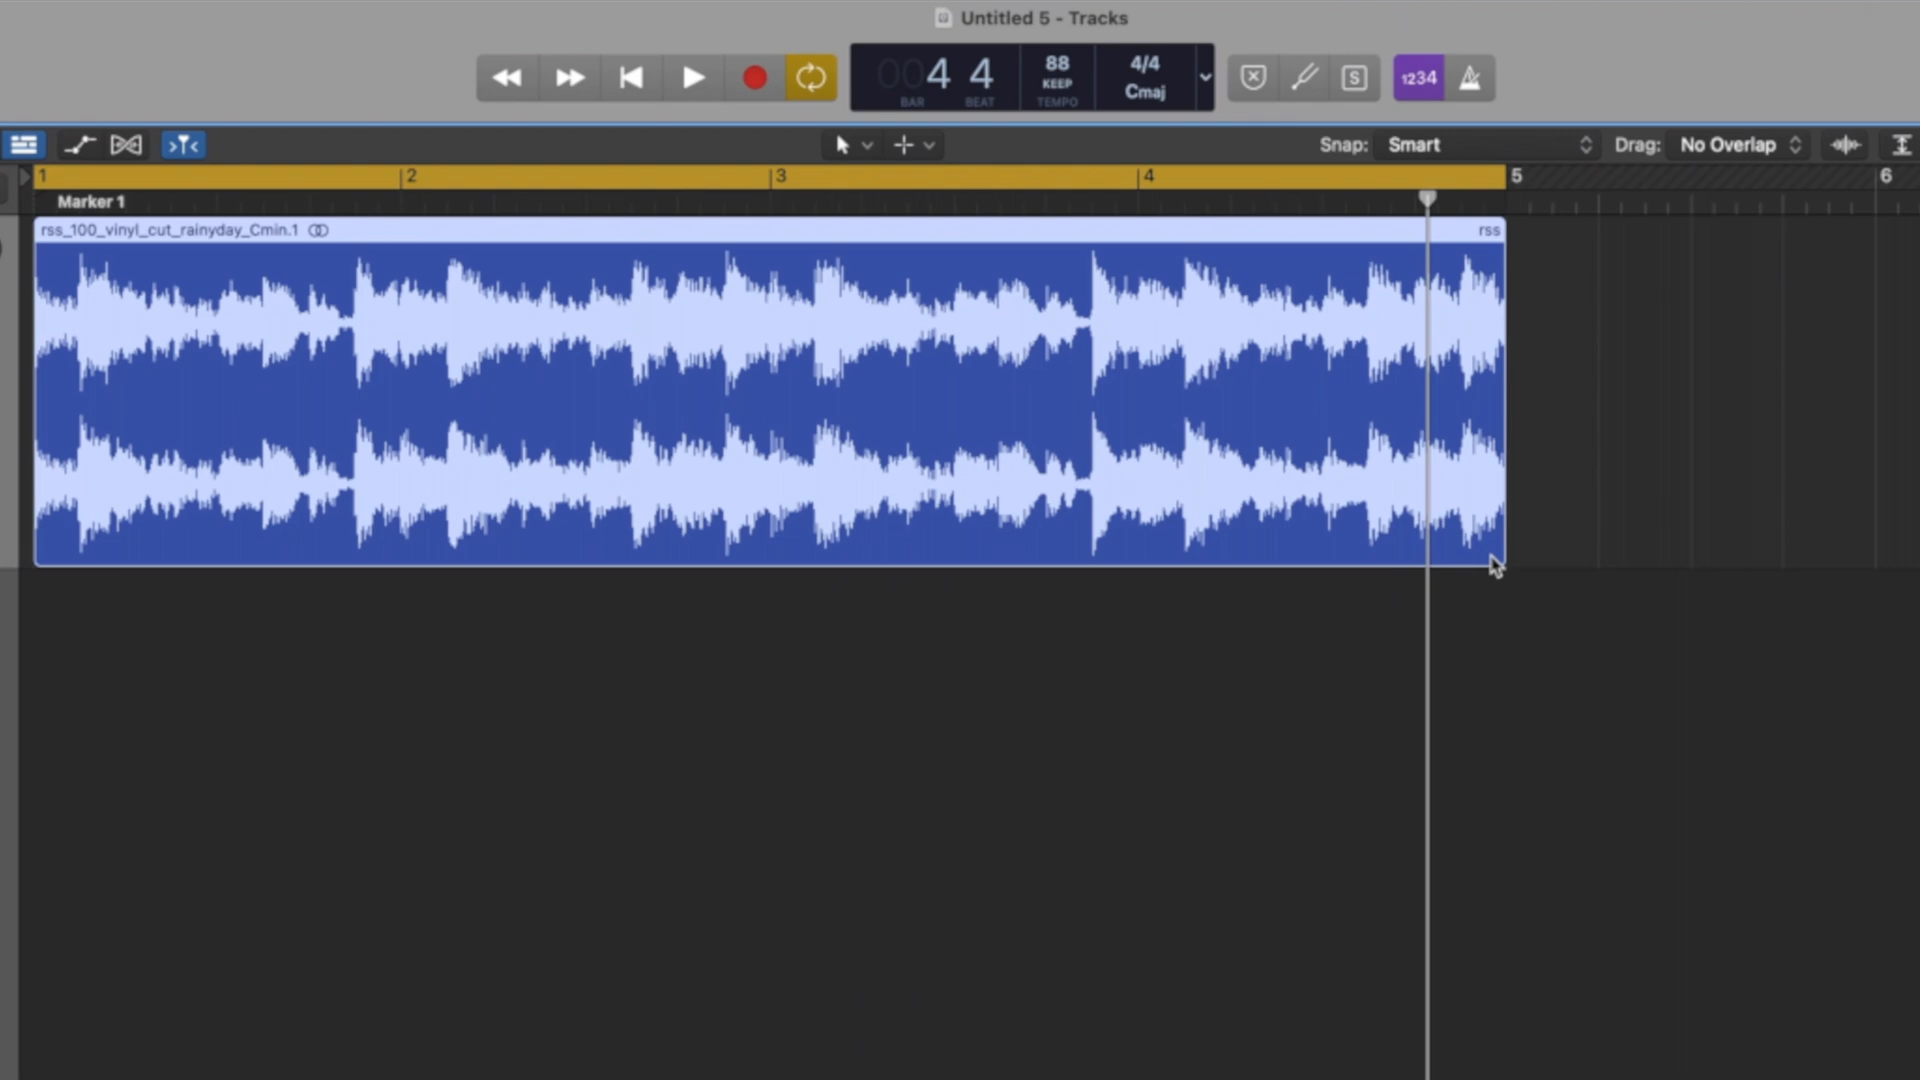 Untitled 5 - Tracks
004 4 88 4/4
KEEP Cmaj
BAR BEAT TEMPO
S 1234
Snap: Smart Drag: No Overlap
1 2 3 4 5 6
Marker 1
rss_100_vinyl_cut_rainyday_Cmin.1 rss